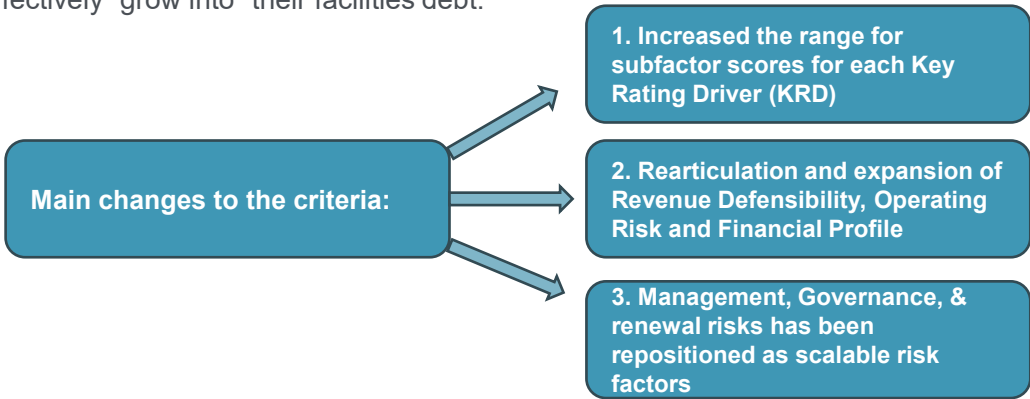 grow into" their facilities debt.
1. Increased the range for
subfactor scores for each Key
Rating Driver (KRD)
Main changes to the criteria:
2. Rearticulation and expansion of
Revenue Defensibility, Operating
Risk and Financial Profile
3. Management, Governance, &
renewal risks has been
repositioned as scalable risk
factors